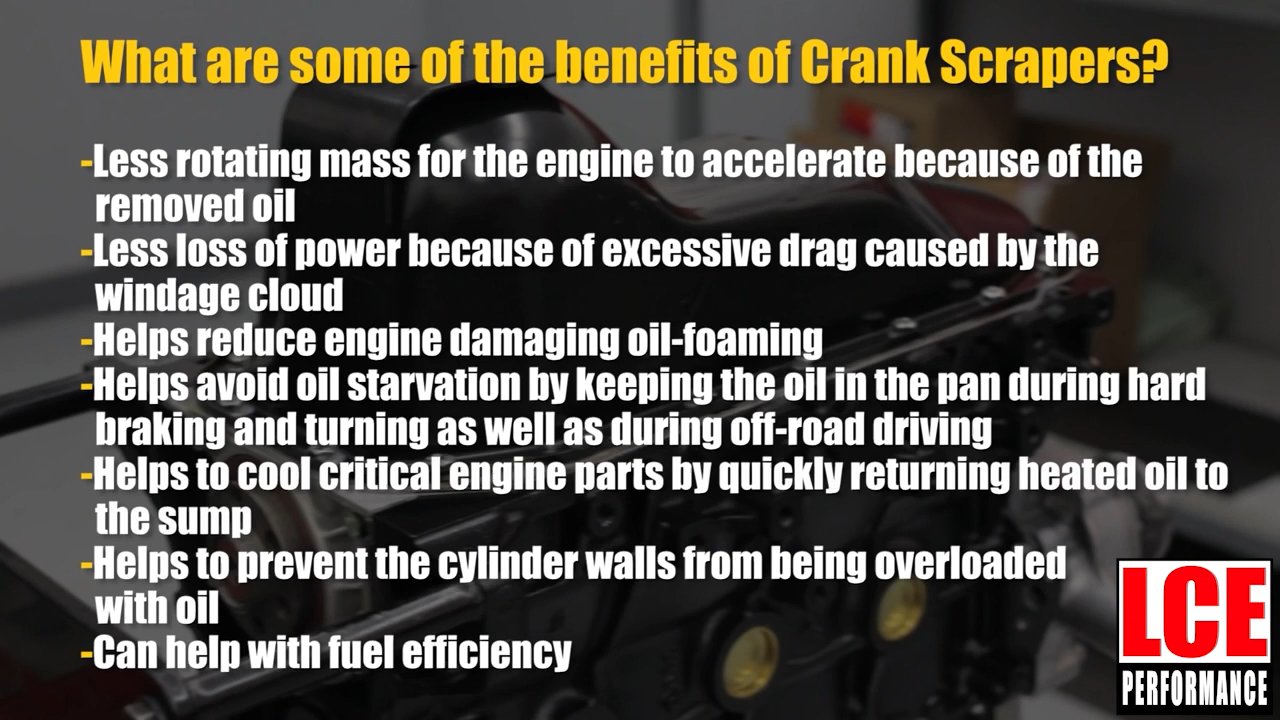 What are some of the benefits of Crank Scrapers?
-Less rotating mass for the engine to accelerate because of the
removed oil
-Less loss of power because of excessive drag caused by the
windage cloud
-Helps reduce engine damaging oil-foaming
-Helps avoid oil starvation by keeping the oil in the pan during hard
braking and turning as well as during off-road driving
-Helps to cool critical engine parts by quickly returning heated oil to
the sump
-Helps to prevent the cylinder walls from being overloaded
with oil
-Can help with fuel efficiency
LCE
PERFORMANCE